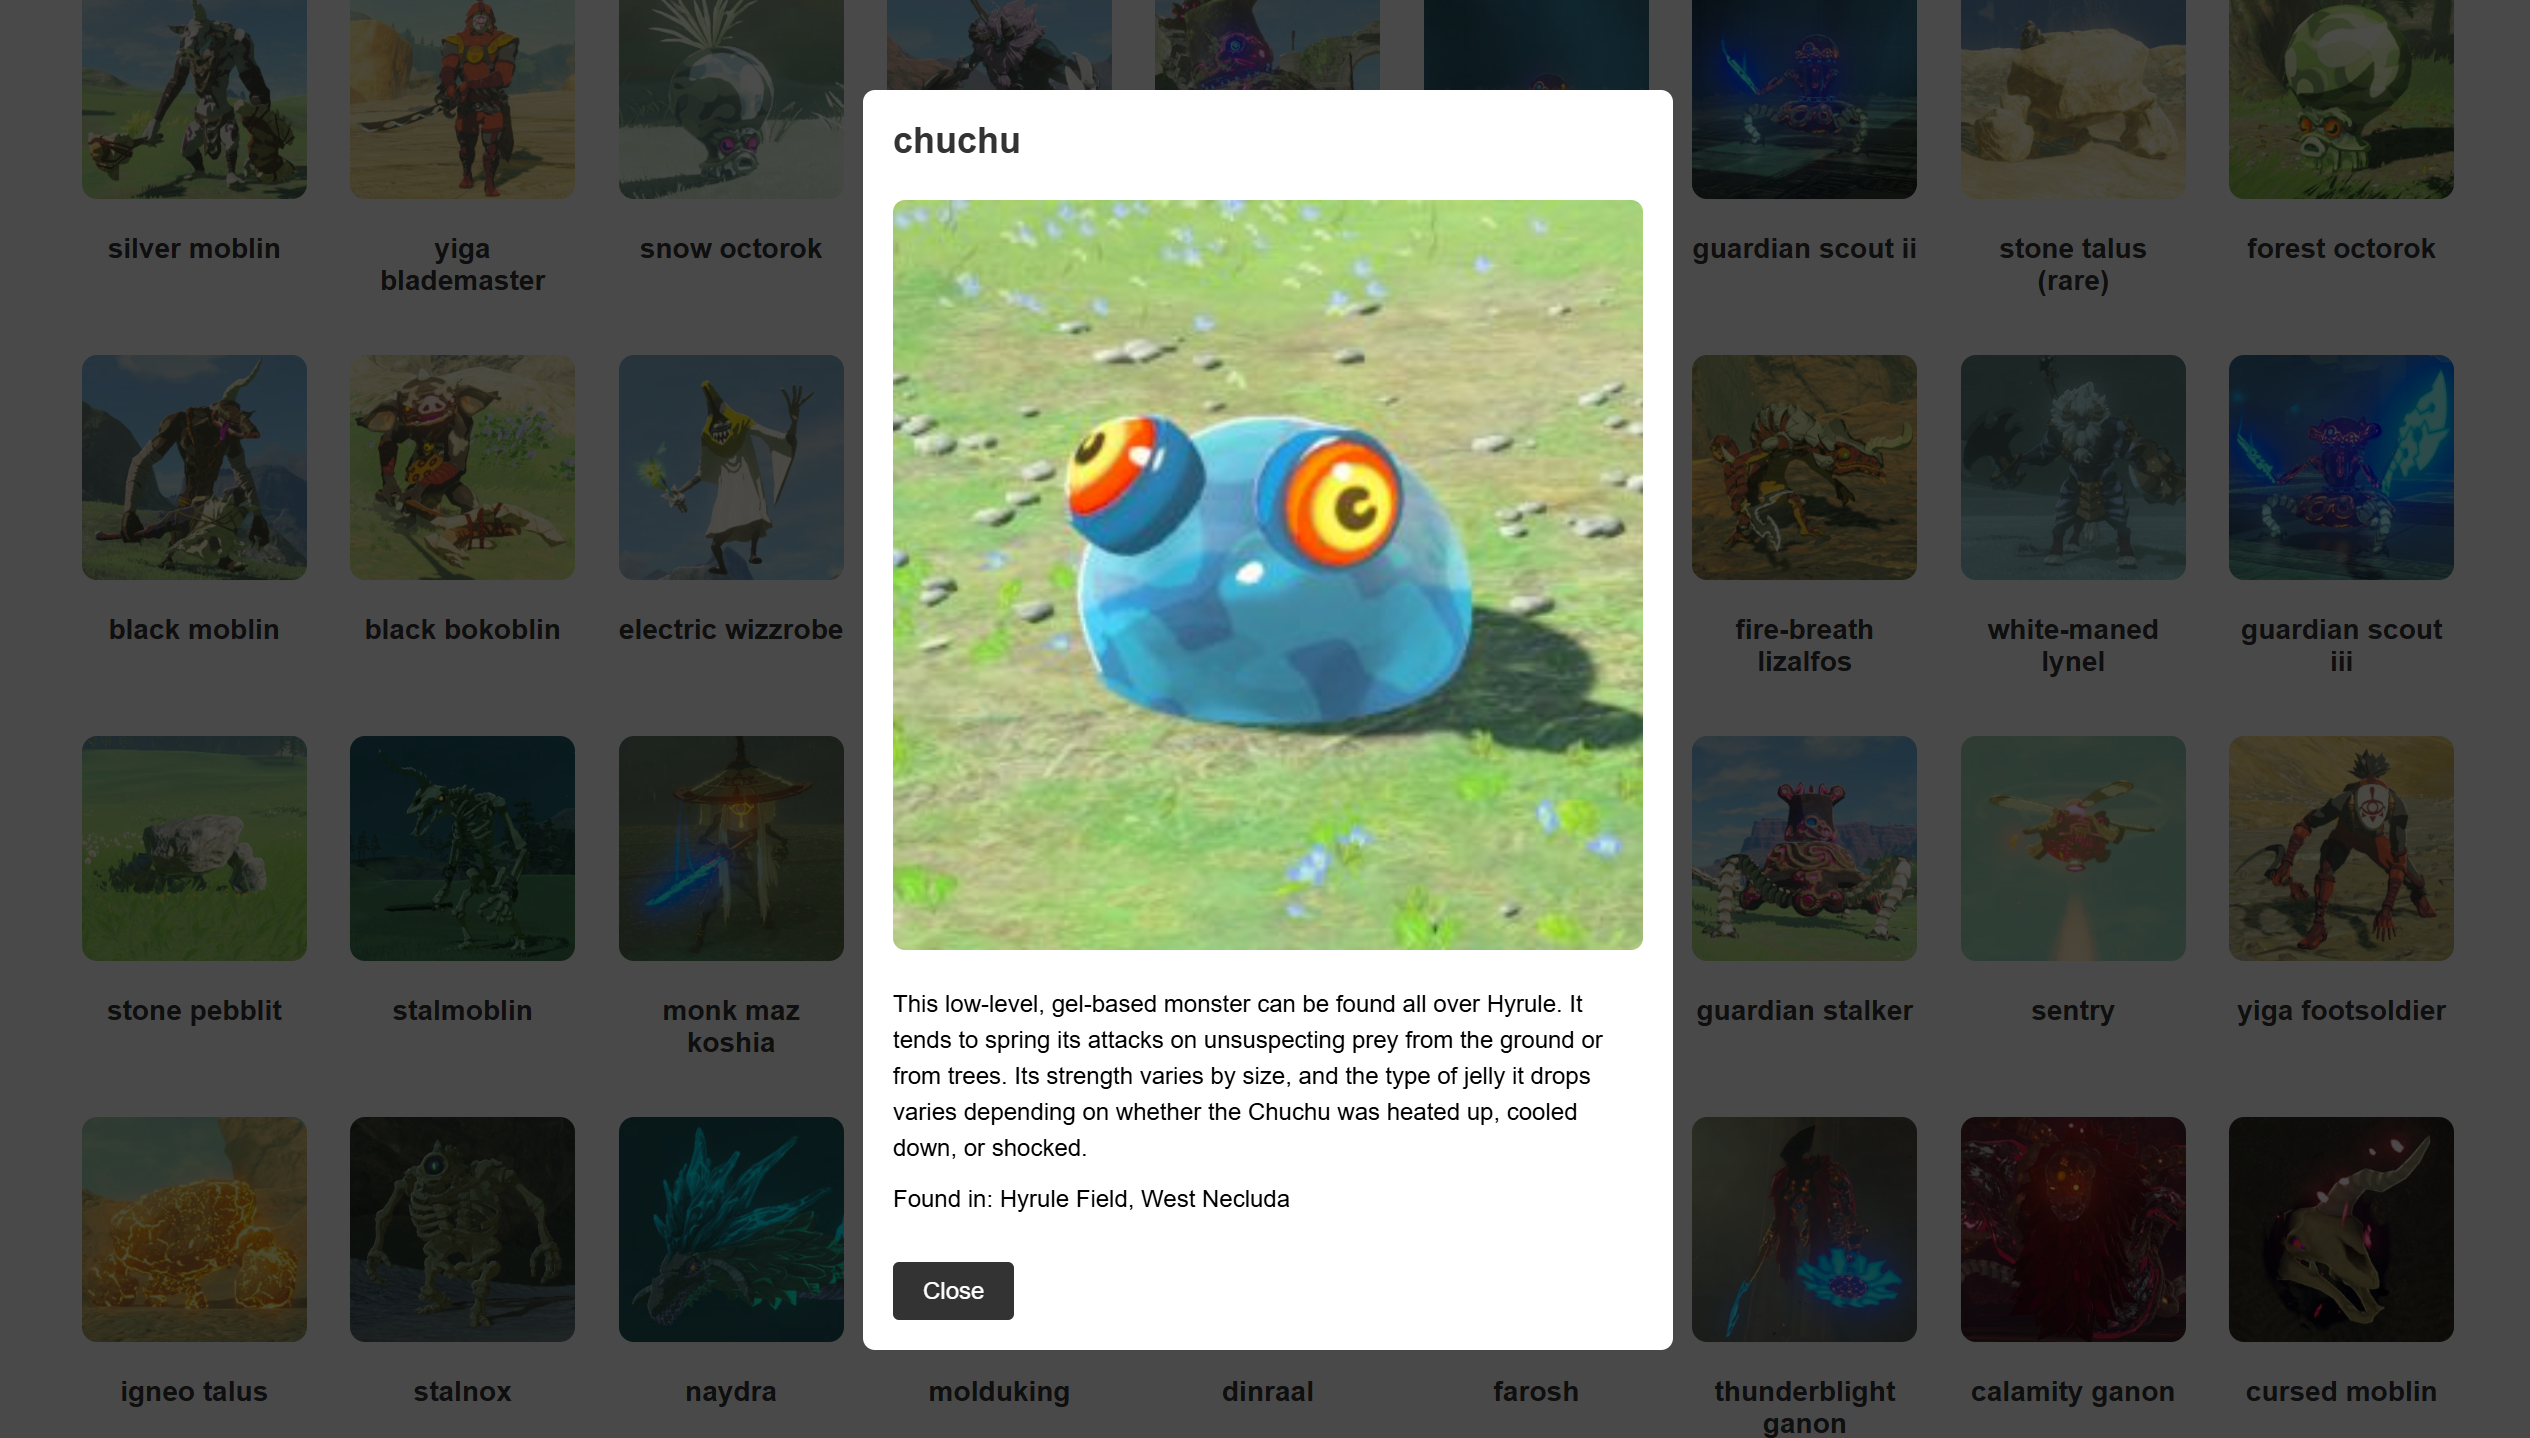 chuchu
This low-level, gel-based monster can be found all over Hyrule. It
tends to spring its attacks on unsuspecting prey from the ground or
from trees. Its strength varies by size, and the type of jelly it drops
varies depending on whether the Chuchu was heated up, cooled
down, or shocked.
Found in: Hyrule Field, West Necluda
Close
silver moblin
yiga
blademaster
snow octorok
guardian scout ii
stone talus
(rare)
forest octorok
black moblin
black bokoblin
electric wizzrobe
fire-breath
lizalfos
white-maned
lynel
guardian scout
iii
stone pebblit
stalmoblin
monk maz
koshia
guardian stalker
sentry
yiga footsoldier
igneo talus
stalnox
naydra
molduking
dinraal
farosh
thunderblight
ganon
calamity ganon
cursed moblin